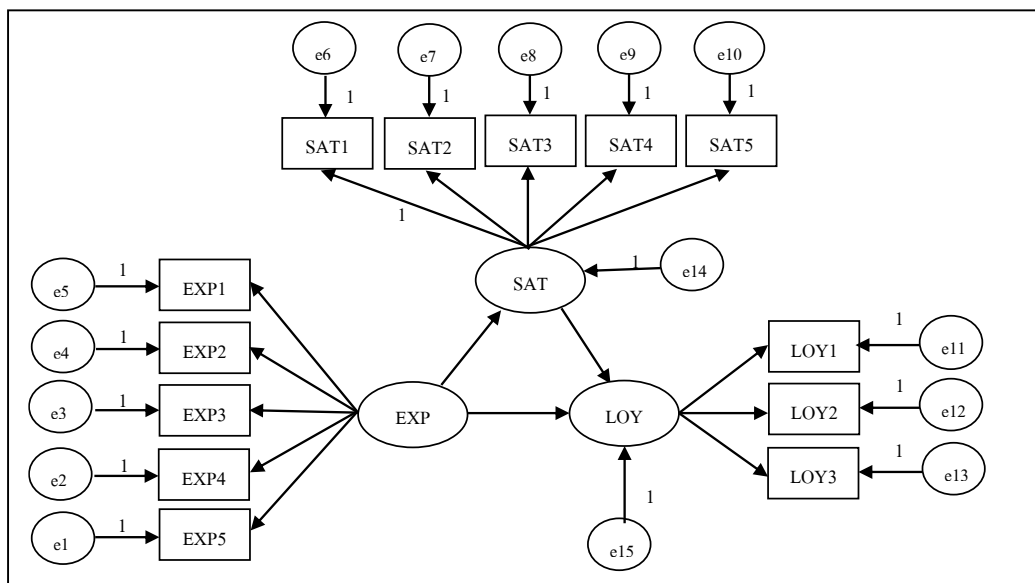 e6 e7 e8 e9 e10
1 1 1 1 1
SAT1 SAT2 SAT3 SAT4 SAT5
1
SAT 1 e14
e5 1 EXP1
e4 1 EXP2
e3 1 EXP3
e2 1 EXP4
e1 1 EXP5
EXP LOY
LOY1 1 e11
LOY2 1 e12
LOY3 1 e13
1
e15